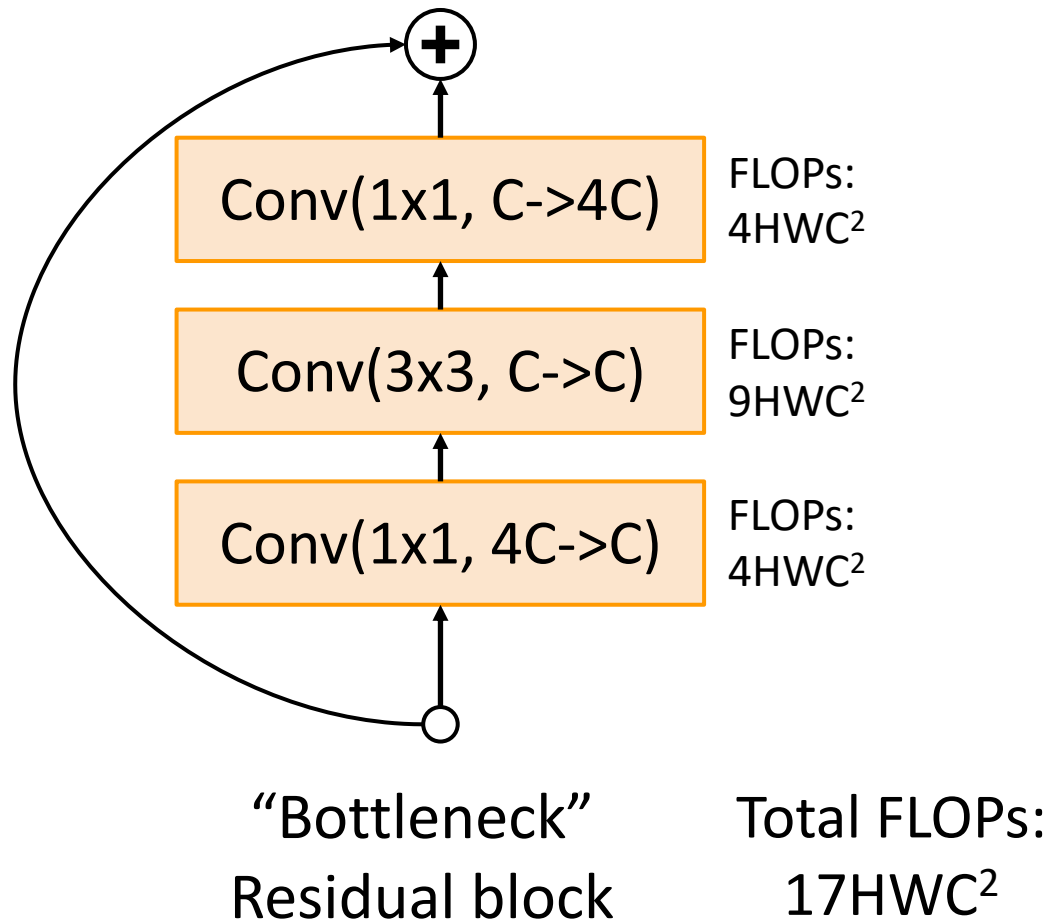 +
Conv(1x1, C->4C)
FLOPs:
4HWC²
Conv(3x3, C->C)
FLOPs:
9HWC²
Conv(1x1, 4C->C)
FLOPs:
4HWC²
“Bottleneck”
Residual block
Total FLOPs:
17HWC²